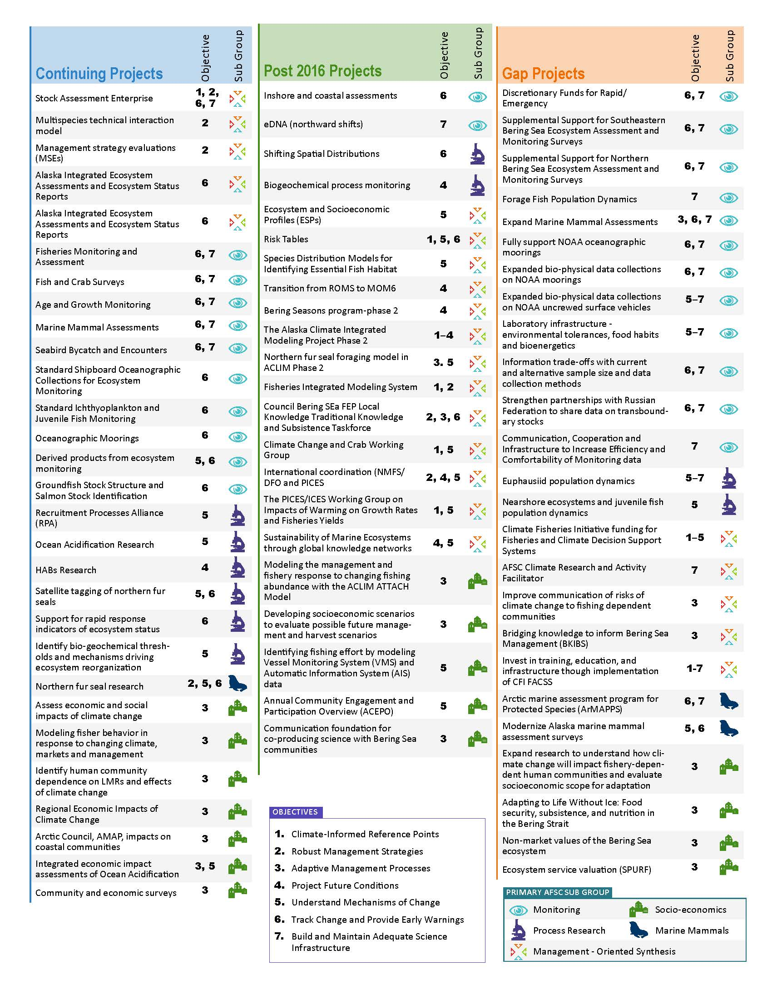 Continuing Projects
Objective
Sub Group
Stock Assessment Enterprise
1, 2,
6, 7
Multispecies technical interaction
model
2
Management strategy evaluations
(MSEs)
2
Alaska Integrated Ecosystem
Assessments and Ecosystem Status
Reports
6
Alaska Integrated Ecosystem
Assessments and Ecosystem Status
Reports
6
Fisheries Monitoring and
Assessment
6, 7
Fish and Crab Surveys
6, 7
Age and Growth Monitoring
6, 7
Marine Mammal Assessments
6, 7
Seabird Bycatch and Encounters
6, 7
Standard Shipboard Oceanographic
Collections for Ecosystem
Monitoring
6
Standard Ichthyoplankton and
Juvenile Fish Monitoring
6
Oceanographic Moorings
6
Derived products from ecosystem
monitoring
5, 6
Groundfish Stock Structure and
Salmon Stock Identification
6
Recruitment Processes Alliance
(RPA)
5
Ocean Acidification Research
5
HABs Research
4
Satellite tagging of northern fur
seals
5, 6
Support for rapid response
indicators of ecosystem status
6
Identify bio-geochemical thresh-
olds and mechanisms driving
ecosystem reorganization
5
Northern fur seal research
2, 5, 6
Assess economic and social
impacts of climate change
3
Modeling fisher behavior in
response to changing climate,
markets and management
3
Identify human community
dependence on LMRs and effects
of climate change
3
Regional Economic Impacts of
Climate Change
3
Arctic Council, AMAP, impacts on
coastal communities
3
Integrated economic impact
assessments of Ocean Acidification
3, 5
Community and economic surveys
3
Post 2016 Projects
Objective
Sub Group
Inshore and coastal assessments
6
eDNA (northward shifts)
7
Shifting Spatial Distributions
6
Biogeochemical process monitoring
4
Ecosystem and Socioeconomic
Profiles (ESPs)
5
Risk Tables
1, 5, 6
Species Distribution Models for
Identifying Essential Fish Habitat
5
Transition from ROMS to MOM6
4
Bering Seasons program-phase 2
4
The Alaska Climate Integrated
Modeling Project Phase 2
1–4
Northern fur seal foraging model in
ACLIM Phase 2
3. 5
Fisheries Integrated Modeling System
1, 2
Council Bering SEa FEP Local
Knowledge Traditional Knowledge
and Subsistence Taskforce
2, 3, 6
Climate Change and Crab Working
Group
1, 5
International coordination (NMFS/
DFO and PICES
2, 4, 5
The PICES/ICES Working Group on
Impacts of Warming on Growth Rates
and Fisheries Yields
1, 5
Sustainability of Marine Ecosystems
through global knowledge networks
4, 5
Modeling the management and
fishery response to changing fishing
abundance with the ACLIM ATTACH
Model
3
Developing socioeconomic scenarios
to evaluate possible future manage-
ment and harvest scenarios
3
Identifying fishing effort by modeling
Vessel Monitoring System (VMS) and
Automatic Information System (AIS)
data
5
Annual Community Engagement and
Participation Overview (ACEPO)
5
Communication foundation for
co-producing science with Bering Sea
communities
3
OBJECTIVES
1. Climate-Informed Reference Points
2. Robust Management Strategies
3. Adaptive Management Processes
4. Project Future Conditions
5. Understand Mechanisms of Change
6. Track Change and Provide Early Warnings
7. Build and Maintain Adequate Science
Infrastructure
Gap Projects
Objective
Sub Group
Discretionary Funds for Rapid/
Emergency
6, 7
Supplemental Support for Southeastern
Bering Sea Ecosystem Assessment and
Monitoring Surveys
6, 7
Supplemental Support for Northern
Bering Sea Ecosystem Assessment and
Monitoring Surveys
6, 7
Forage Fish Population Dynamics
7
Expand Marine Mammal Assessments
3, 6, 7
Fully support NOAA oceanographic
moorings
6, 7
Expanded bio-physical data collections
on NOAA moorings
6, 7
Expanded bio-physical data collections
on NOAA uncrewed surface vehicles
5–7
Laboratory infrastructure -
environmental tolerances, food habits
and bioenergetics
5–7
Information trade-offs with current
and alternative sample size and data
collection methods
6, 7
Strengthen partnerships with Russian
Federation to share data on transbound-
ary stocks
6, 7
Communication, Cooperation and
Infrastructure to Increase Efficiency and
Comfortability of Monitoring data
7
Euphausiid population dynamics
5–7
Nearshore ecosystems and juvenile fish
population dynamics
5
Climate Fisheries Initiative funding for
Fisheries and Climate Decision Support
Systems
1–5
AFSC Climate Research and Activity
Facilitator
7
Improve communication of risks of
climate change to fishing dependent
communities
3
Bridging knowledge to inform Bering Sea
Management (BKIBS)
3
Invest in training, education, and
infrastructure though implementation
of CFI FACSS
1-7
Arctic marine assessment program for
Protected Species (ArMAPPS)
6, 7
Modernize Alaska marine mammal
assessment surveys
5, 6
Expand research to understand how cli-
mate change will impact fishery-depen-
dent human communities and evaluate
socioeconomic scope for adaptation
3
Adapting to Life Without Ice: Food
security, subsistence, and nutrition in
the Bering Strait
3
Non-market values of the Bering Sea
ecosystem
3
Ecosystem service valuation (SPURF)
3
PRIMARY AFSC SUB GROUP
Monitoring
Socio-economics
Process Research
Marine Mammals
Management - Oriented Synthesis